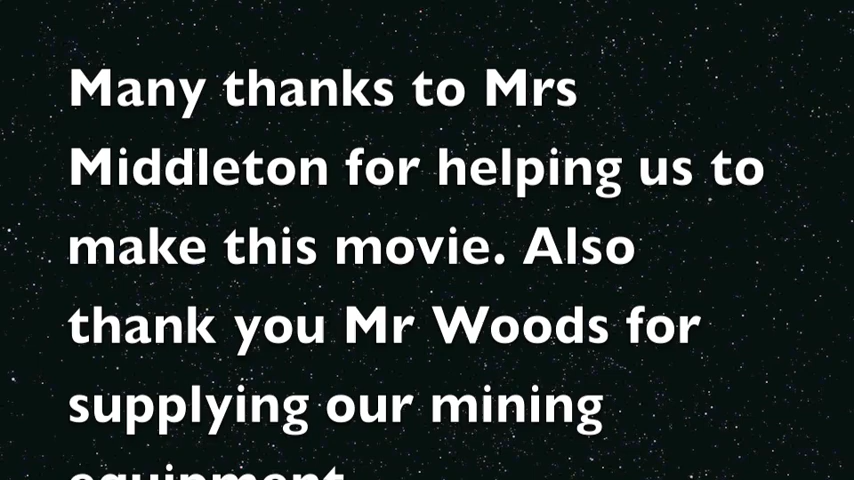 Many thanks to Mrs
Middleton for helping us to
make this movie. Also
thank you Mr Woods for
supplying our mining
equipment